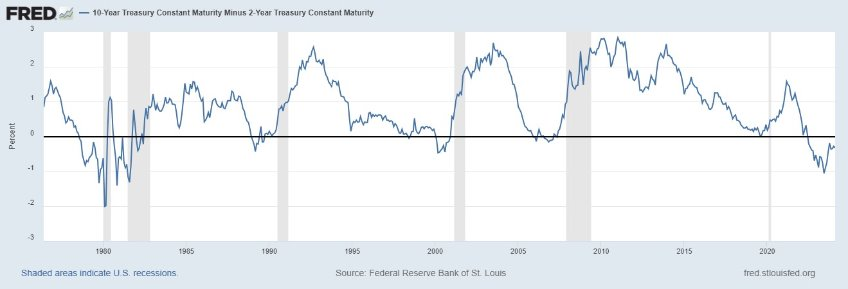 FRED — 10-Year Treasury Constant Maturity Minus 2-Year Treasury Constant Maturity
3
2
1
0
-1
-2
-3
Percent
1980 1985 1990 1995 2000 2005 2010 2015 2020
Shaded areas indicate U.S. recessions. Source: Federal Reserve Bank of St. Louis fred.stlouisfed.org